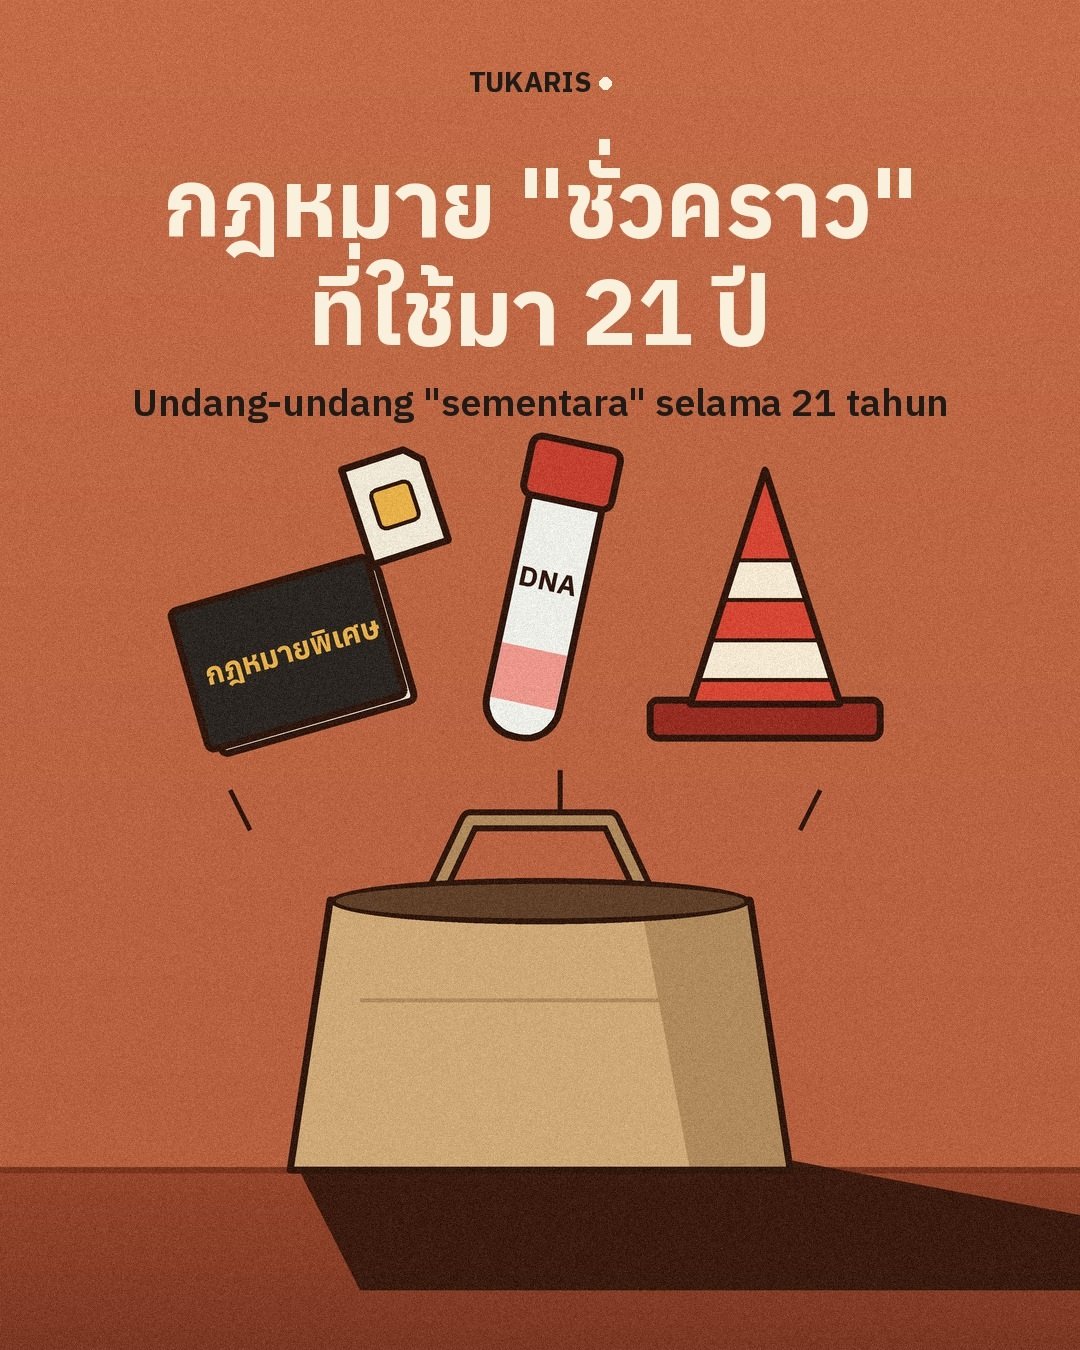 TUKARIS
กฎหมาย "ชั่วคราว"
ที่ใช้มา 21 ปี
Undang-undang "sementara" selama 21 tahun
DNA
กฎหมายพิเศษ